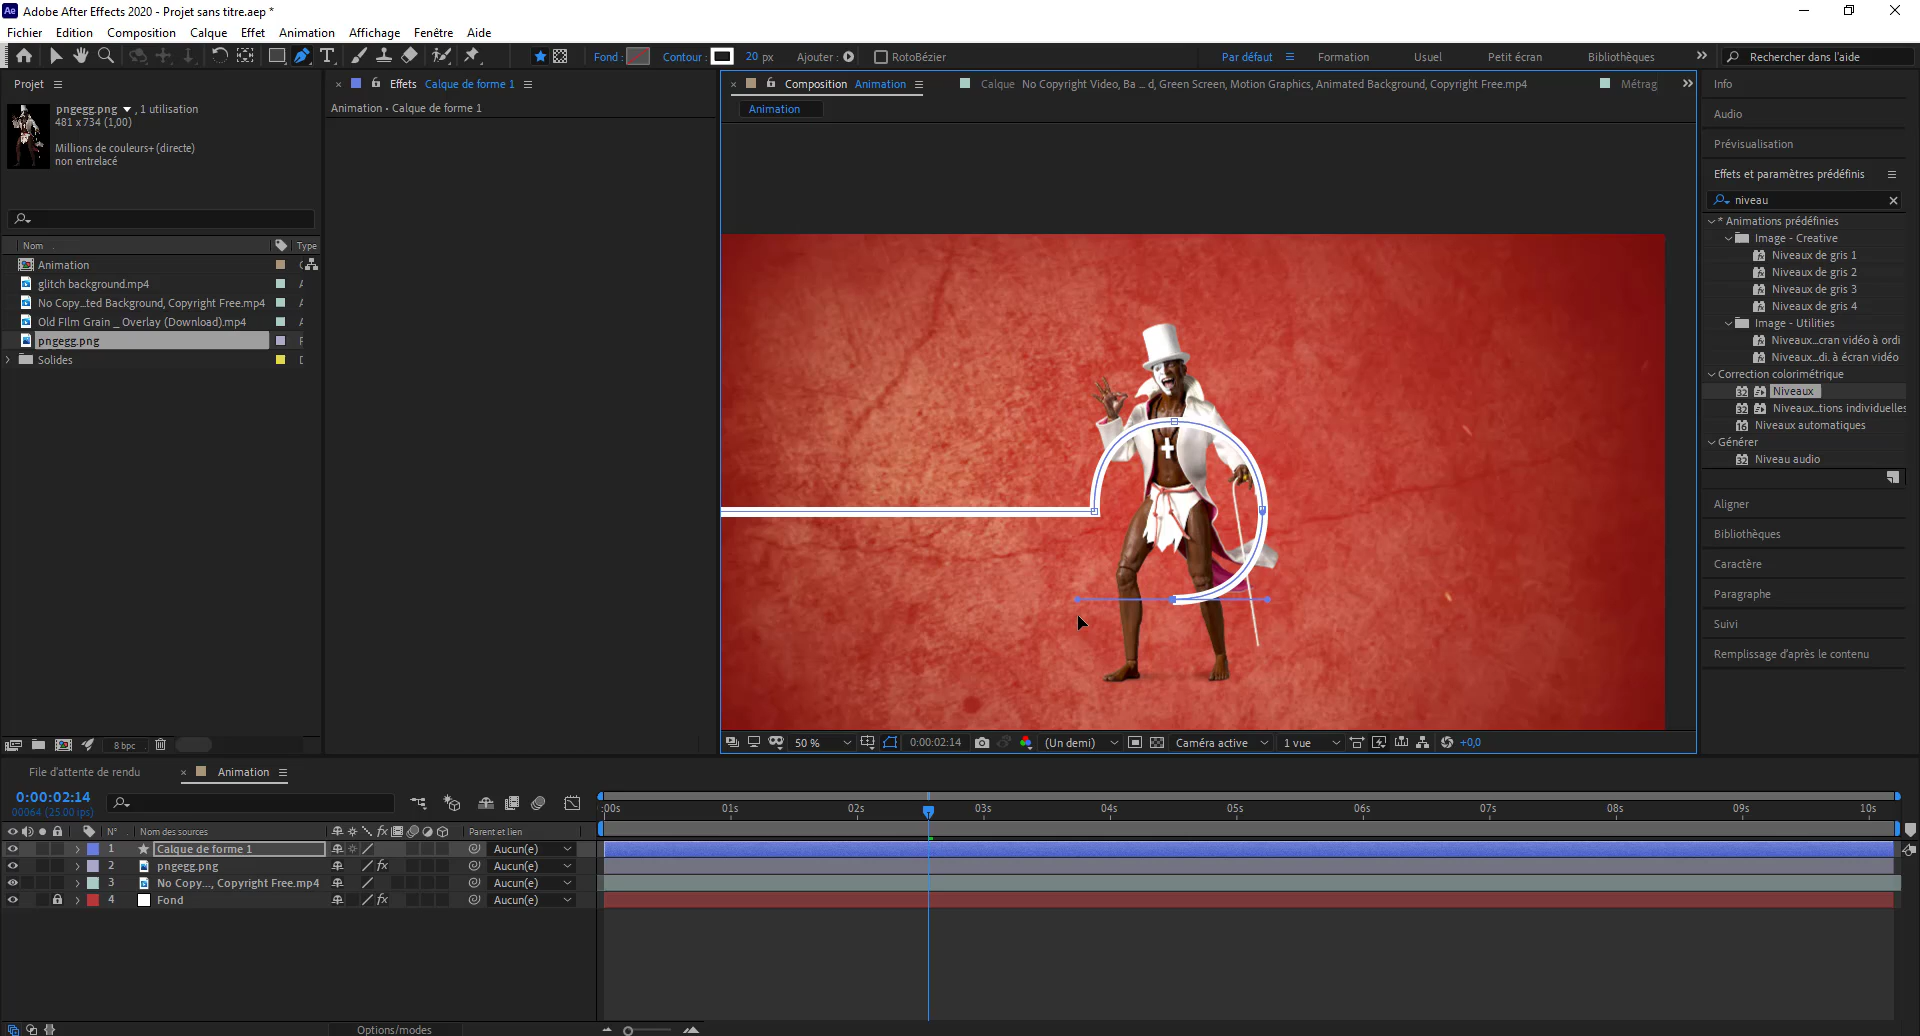 Adobe After Effects 2020 - Projet sans titre.aep *
Fichier Edition Composition Calque Effet Animation Affichage Fenêtre Aide
Fond : Contour : 20 px Ajouter : RotoBézier Par défaut Formation Usuel Petit écran Bibliothèques Rechercher dans l'aide
Projet
pngegg.png , 1 utilisation
481 x 734 (1,00)
Millions de couleurs+ (directe)
non entrelacé
Nom Type
Animation
glitch background.mp4
No Copy...ted Background, Copyright Free.mp4
Old FIlm Grain _ Overlay (Download).mp4
pngegg.png
Solides
8 bpc
Effets Calque de forme 1
Animation • Calque de forme 1
Composition Animation Calque No Copyright Video, Ba ... d, Green Screen, Motion Graphics, Animated Background, Copyright Free.mp4 Métrag
Animation
50 % 0:00:02:14 (Un demi) Caméra active 1 vue +0,0
Info
Audio
Prévisualisation
Effets et paramètres prédéfinis
niveau
* Animations prédéfinies
Image - Creative
Niveaux de gris 1
Niveaux de gris 2
Niveaux de gris 3
Niveaux de gris 4
Image - Utilities
Niveaux...cran vidéo à ordi
Niveaux...di. à écran vidéo
Correction colorimétrique
32 Niveaux
32 Niveaux...tions individuelles
16 Niveaux automatiques
Générer
32 Niveau audio
Aligner
Bibliothèques
Caractère
Paragraphe
Suivi
Remplissage d'après le contenu
File d'attente de rendu Animation
0:00:02:14
00064 (25.00 ips)
:00s 01s 02s 03s 04s 05s 06s 07s 08s 09s 10s
N° Nom des sources Parent et lien
1 Calque de forme 1 Aucun(e)
2 pngegg.png Aucun(e)
3 No Copy..., Copyright Free.mp4 Aucun(e)
4 Fond Aucun(e)
Options/modes